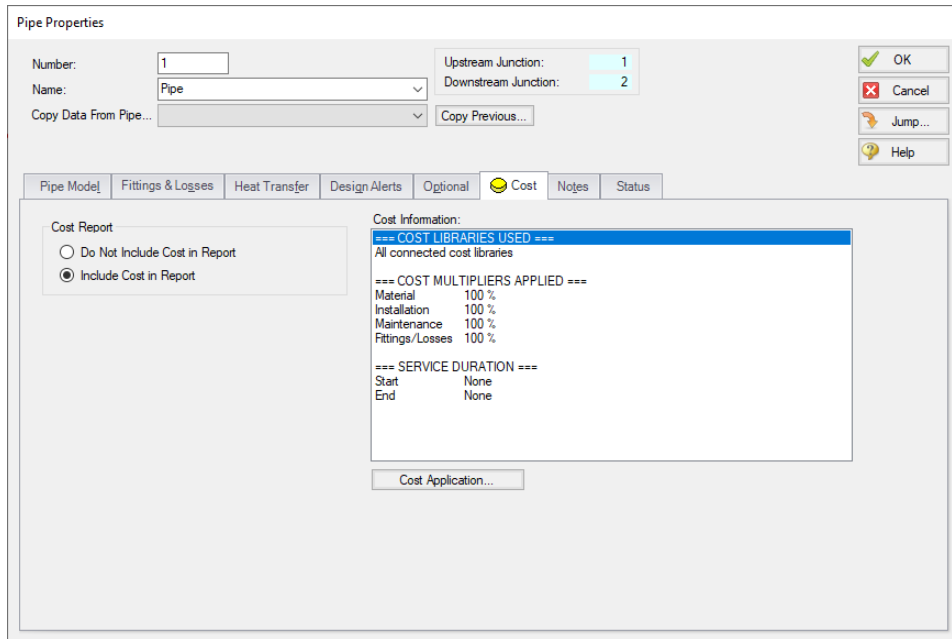 Pipe Properties
Number: 1
Name: Pipe
Copy Data From Pipe... Copy Previous...
Upstream Junction: 1
Downstream Junction: 2
OK
Cancel
Jump...
Help
Pipe Model Fittings & Losses Heat Transfer Design Alerts Optional Cost Notes Status
Cost Report
Do Not Include Cost in Report
Include Cost in Report
Cost Information:
=== COST LIBRARIES USED ===
All connected cost libraries
=== COST MULTIPLIERS APPLIED ===
Material 100 %
Installation 100 %
Maintenance 100 %
Fittings/Losses 100 %
=== SERVICE DURATION ===
Start None
End None
Cost Application...